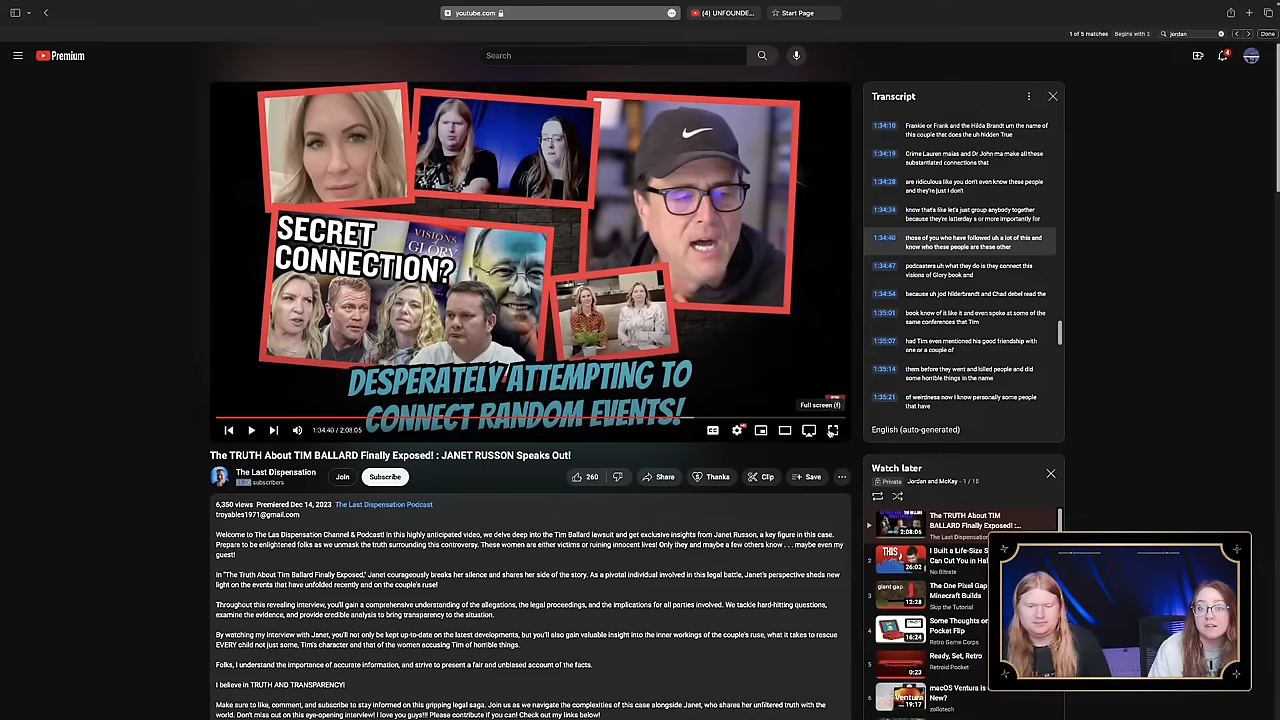 youtube.com
(4) UNFOUNDE...
Start Page
1 of 5 matches
Begins with
jordan
Done
Premium
Search
4
SECRET
CONNECTION?
VISIONS
OF
GLORY
DESPERATELY ATTEMPTING TO
CONNECT RANDOM EVENTS!
Full screen (f)
1:34:40 / 2:08:05
The TRUTH About TIM BALLARD Finally Exposed! : JANET RUSSON Speaks Out!
The Last Dispensation
subscribers
Join
Subscribe
260
Share
Thanks
Clip
Save
6,350 views Premiered Dec 14, 2023 The Last Dispensation Podcast
troyables1971@gmail.com
Welcome to The Las Dispensation Channel & Podcast! In this highly anticipated video, we delve deep into the Tim Ballard lawsuit and get exclusive insights from Janet Russon, a key figure in this case.
Prepare to be enlightened folks as we unmask the truth surrounding this controversy. These women are either victims or ruining innocent lives! Only they and maybe a few others know . . . maybe even my
guest!
In "The Truth About Tim Ballard Finally Exposed," Janet courageously breaks her silence and shares her side of the story. As a pivotal individual involved in this legal battle, Janet's perspective sheds new
light on the events that have unfolded recently and on the couple's ruse!
Throughout this revealing interview, you'll gain a comprehensive understanding of the allegations, the legal proceedings, and the implications for all parties involved. We tackle hard-hitting questions,
examine the evidence, and provide credible analysis to bring transparency to the situation.
By watching my interview with Janet, you'll not only be kept up-to-date on the latest developments, but you'll also gain valuable insight into the inner workings of the couple's ruse, what it takes to rescue
EVERY child not just some, Tim's character and that of the women accusing Tim of horrible things.
Folks, I understand the importance of accurate information, and strive to present a fair and unbiased account of the facts.
I believe in TRUTH AND TRANSPARENCY!
Make sure to like, comment, and subscribe to stay informed on this gripping legal saga. Join us as we navigate the complexities of this case alongside Janet, who shares her unfiltered truth with the
world. Don't miss out on this eye-opening interview! I love you guys!!! Please contribute if you can! Check out my links below!
Transcript
1:34:10 Frankie or Frank and the Hilda Brandt um the name of
this couple that does the uh hidden True
1:34:19 Crime Lauren maias and Dr John ma make all these
substantiated connections that
1:34:28 are ridiculous like you don't even know these people
and they're just I don't
1:34:34 know that's like let's just group anybody together
because they're latterday s or more importantly for
1:34:40 those of you who have followed uh a lot of this and
know who these people are these other
1:34:47 podcasters uh what they do is they connect this
visions of Glory book and
1:34:54 because uh jod hilderbrandt and Chad debel read the
1:35:01 book know of it like it and even spoke at some of the
same conferences that Tim
1:35:07 had Tim even mentioned his good friendship with
one or a couple of
1:35:14 them before they went and killed people and did
some horrible things in the name
1:35:21 of weirdness now I know personally some people
that have
English (auto-generated)
Watch later
Private Jordan and McKay - 1 / 15
The TRUTH About TIM
BALLARD Finally Exposed! :...
The Last Dispensation
2:08:06
2
THIS
26:02
I Built a Life-Size S
Can Cut You in Hal
No Bitrate
3
giant gap
12:28
The One Pixel Gap
Minecraft Builds
Skip the Tutorial
4
16:24
Some Thoughts on
Pocket Flip
Retro Game Corps
5
0:23
Ready, Set, Retro
Retroid Pocket
6
Ventura
19:17
macOS Ventura is
New?
zollotech